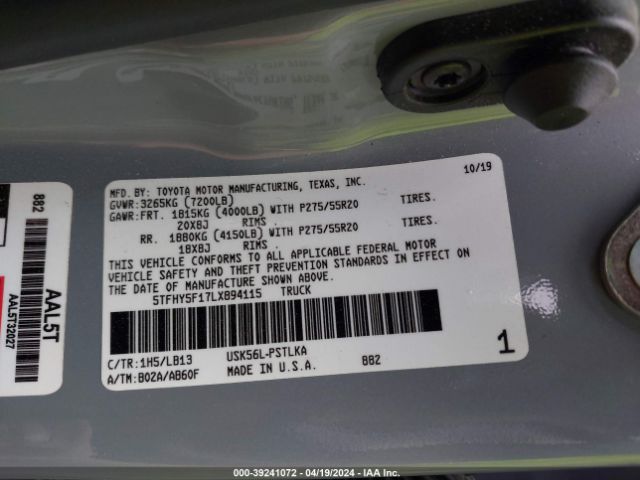 MFD. BY: TOYOTA MOTOR MANUFACTURING, TEXAS, INC. 10/19
GVWR: 3265KG (7200LB)
GAWR: FRT. 1815KG (4000LB) WITH P275/55R20 TIRES.
20X8J RIMS .
RR. 1880KG (4150LB) WITH P275/55R20 TIRES.
18X8J RIMS .
THIS VEHICLE CONFORMS TO ALL APPLICABLE FEDERAL MOTOR
VEHICLE SAFETY AND THEFT PREVENTION STANDARDS IN EFFECT ON
THE DATE OF MANUFACTURE SHOWN ABOVE.
5TFHY5F17LX894115 TRUCK
C/TR: 1H5/LB13 USK56L-PSTLKA
A/TM: B02A/AB60F MADE IN U.S.A. 882 1
882
AAL5T
AAL5T32027
000 - 39241072 - 04/19/2024 - IAA Inc.